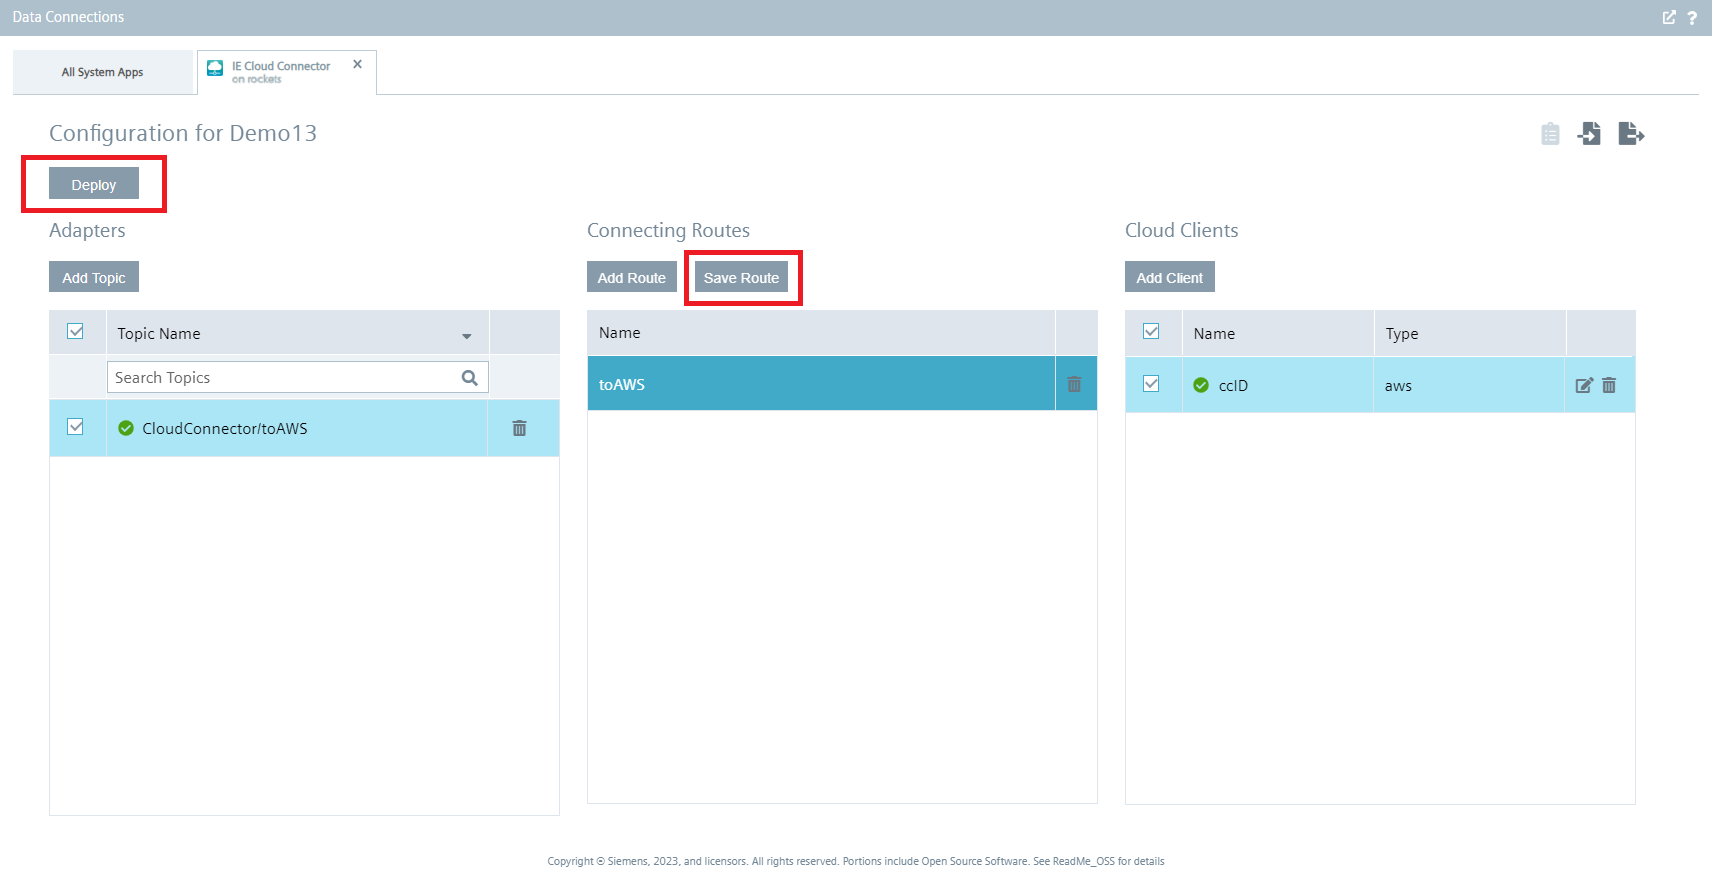 Data Connections
?
All System Apps
IE Cloud Connector
on rockets
Configuration for Demo13
Deploy
Adapters
Connecting Routes
Cloud Clients
Add Topic
Add Route
Save Route
Add Client
Topic Name
Name
Name
Type
Search Topics
toAWS
ccID
aws
CloudConnector/toAWS
Copyright © Siemens, 2023, and licensors. All rights reserved. Portions include Open Source Software. See ReadMe_OSS for details